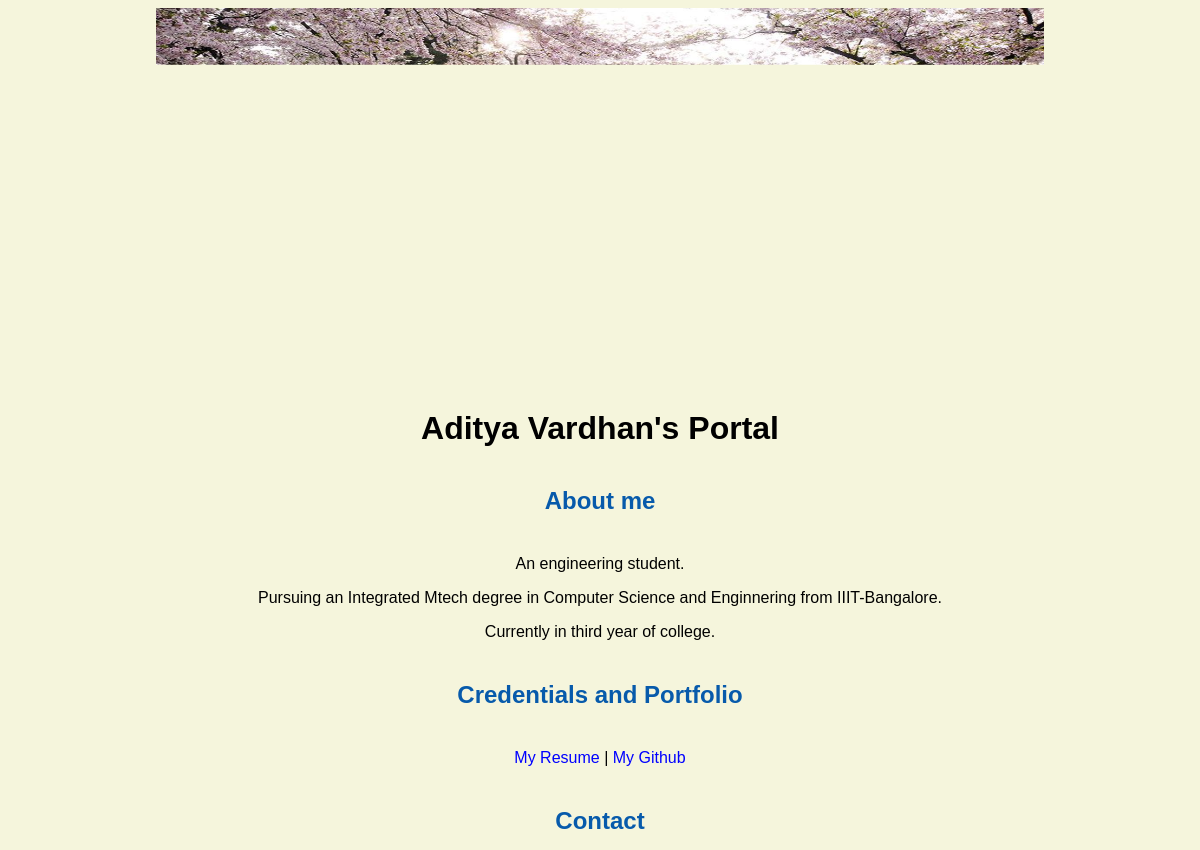 Aditya Vardhan's Portal
About me
An engineering student.
Pursuing an Integrated Mtech degree in Computer Science and Enginnering from IIIT-Bangalore.
Currently in third year of college.
Credentials and Portfolio
My Resume | My Github
Contact